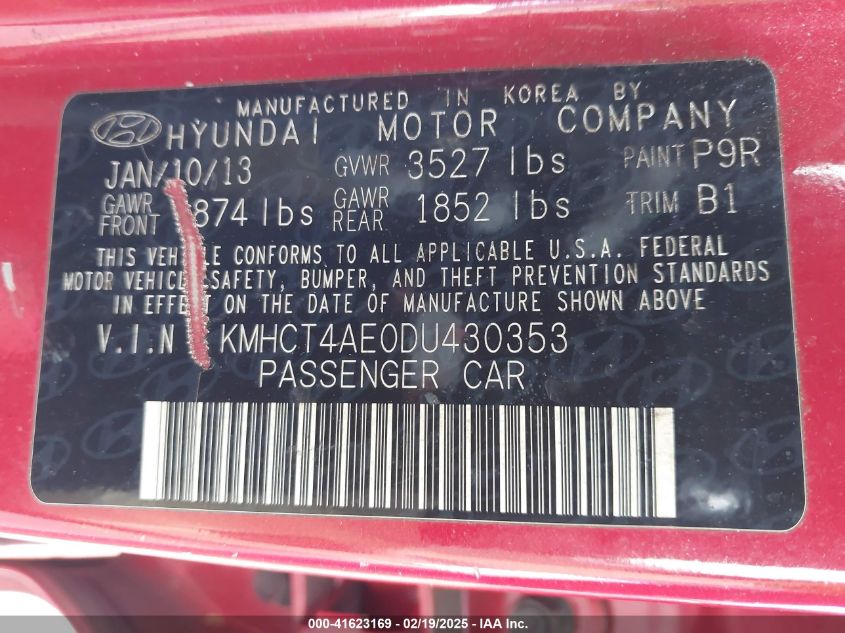 MANUFACTURED IN KOREA BY
HYUNDAI MOTOR COMPANY
JAN/10/13 GVWR 3527 lbs PAINT P9R
GAWR FRONT 874 lbs GAWR REAR 1852 lbs TRIM B1
THIS VEHICLE CONFORMS TO ALL APPLICABLE U.S.A. FEDERAL
MOTOR VEHICLE SAFETY, BUMPER, AND THEFT PREVENTION STANDARDS
IN EFFECT ON THE DATE OF MANUFACTURE SHOWN ABOVE
V.I.N KMHCT4AE0DU430353
PASSENGER CAR
000-41623169 - 02/19/2025 - IAA, Inc.